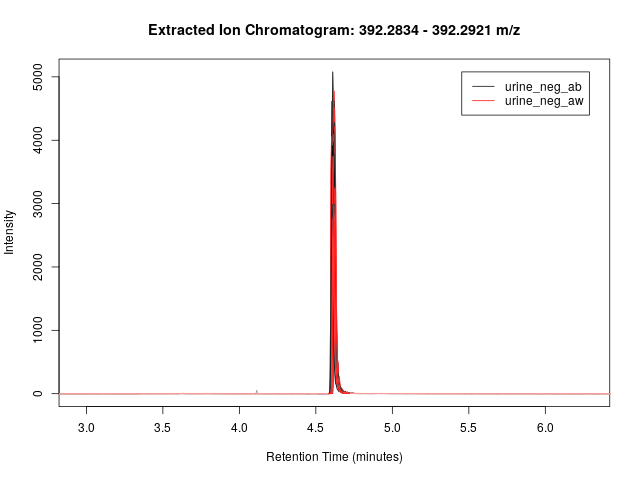 Extracted Ion Chromatogram: 392.2834 - 392.2921 m/z
urine_neg_ab
urine_neg_aw
Intensity
5000
4000
3000
2000
1000
0
3.0 3.5 4.0 4.5 5.0 5.5 6.0
Retention Time (minutes)